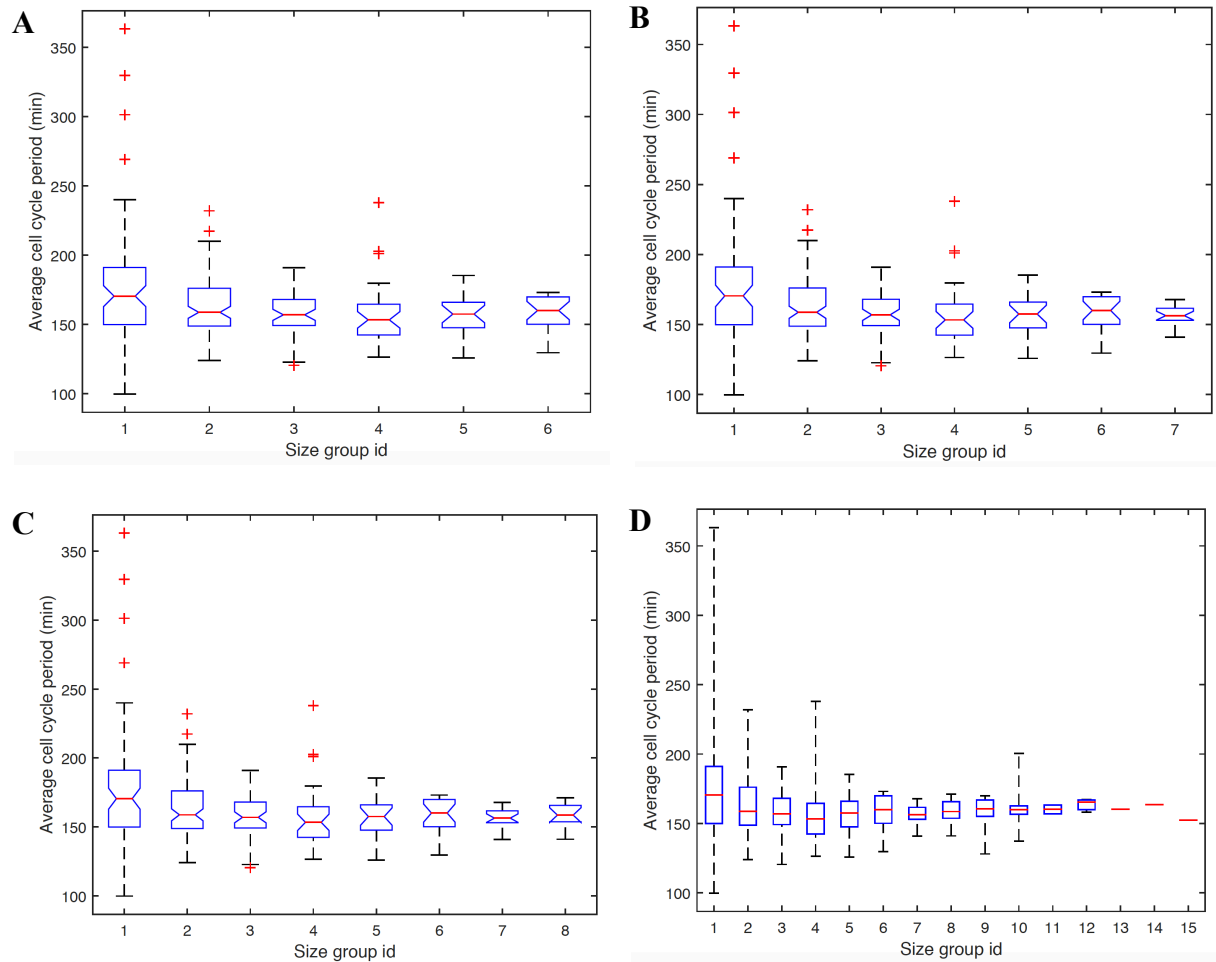 A
350
300
250
200
150
100
Average cell cycle period (min)
1 2 3 4 5 6
Size group id
B
350
300
250
200
150
100
Average cell cycle period (min)
1 2 3 4 5 6 7
Size group id
C
350
300
250
200
150
100
Average cell cycle period (min)
1 2 3 4 5 6 7 8
Size group id
D
350
300
250
200
150
100
Average cell cycle period (min)
1 2 3 4 5 6 7 8 9 10 11 12 13 14 15
Size group id